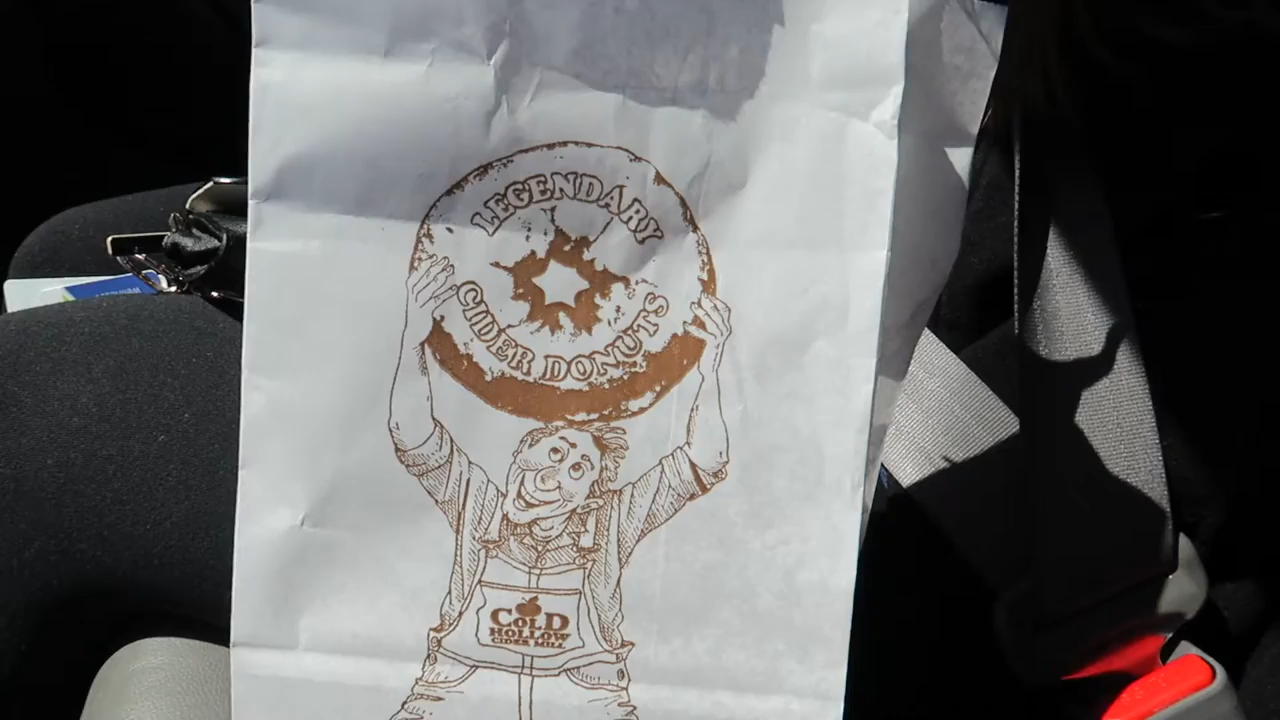 LEGENDARY
CIDER DONUTS
COLD
HOLLOW
CIDER MILL